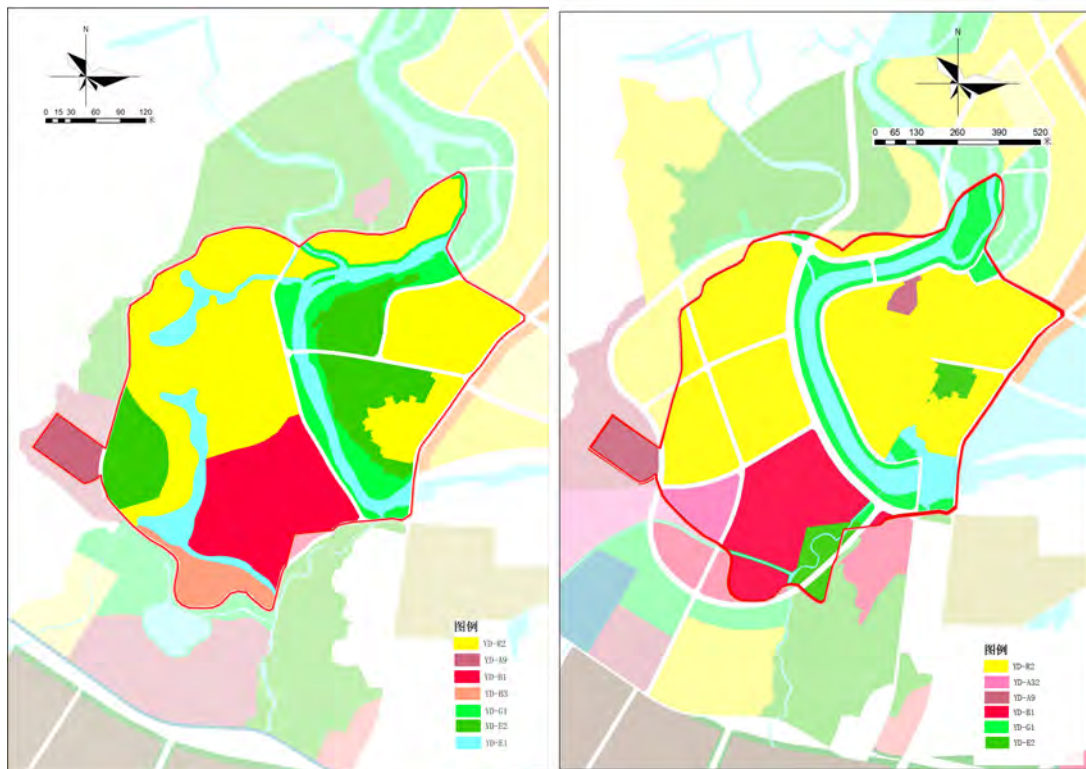 N
0 15 30 60 90 120 米
图例
YD-R2
YD-A9
YD-B1
YD-B3
YD-G1
YD-E2
YD-E1
N
0 65 130 260 390 520 米
图例
YD-R2
YD-A32
YD-A9
YD-B1
YD-G1
YD-E2